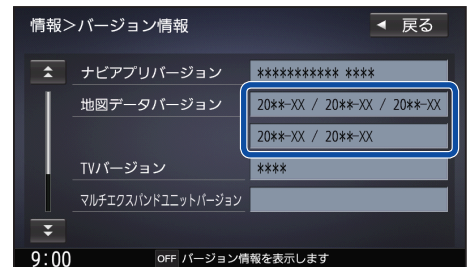 情報>バージョン情報
戻る
ナビアプリバージョン
*********** ****
地図データバージョン
20**-XX / 20**-XX / 20**-XX
20**-XX / 20**-XX
TVバージョン
****
マルチエクスパンドユニットバージョン
9:00
OFF バージョン情報を表示します